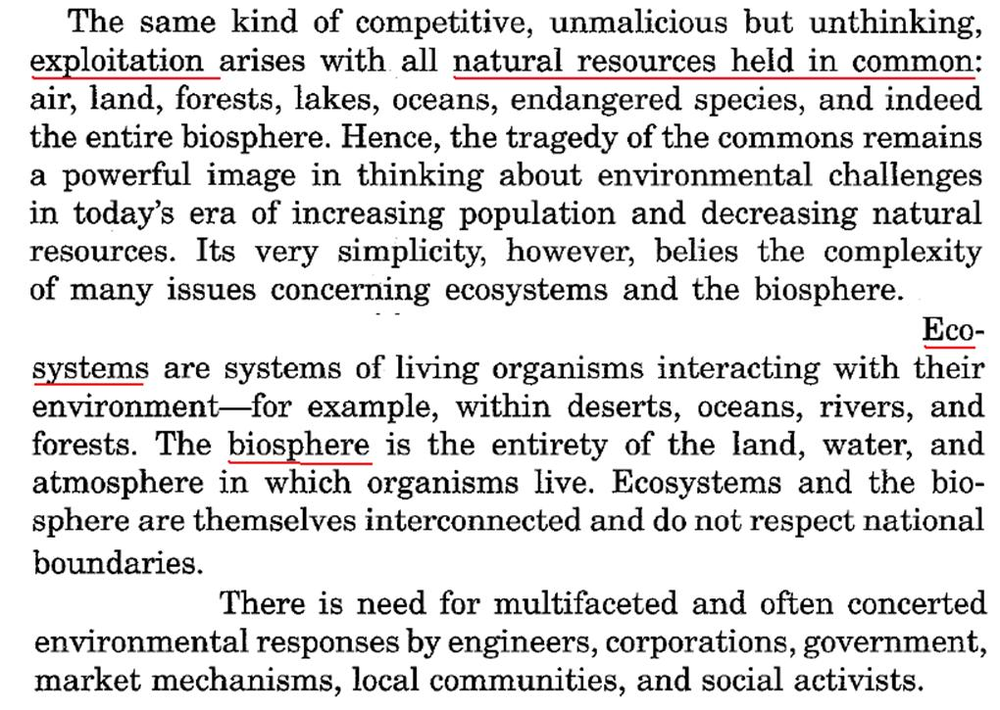 The same kind of competitive, unmalicious but unthinking,
exploitation arises with all natural resources held in common:
air, land, forests, lakes, oceans, endangered species, and indeed
the entire biosphere. Hence, the tragedy of the commons remains
a powerful image in thinking about environmental challenges
in today's era of increasing population and decreasing natural
resources. Its very simplicity, however, belies the complexity
of many issues concerning ecosystems and the biosphere.
Eco-
systems are systems of living organisms interacting with their
environment—for example, within deserts, oceans, rivers, and
forests. The biosphere is the entirety of the land, water, and
atmosphere in which organisms live. Ecosystems and the bio-
sphere are themselves interconnected and do not respect national
boundaries.
There is need for multifaceted and often concerted
environmental responses by engineers, corporations, government,
market mechanisms, local communities, and social activists.